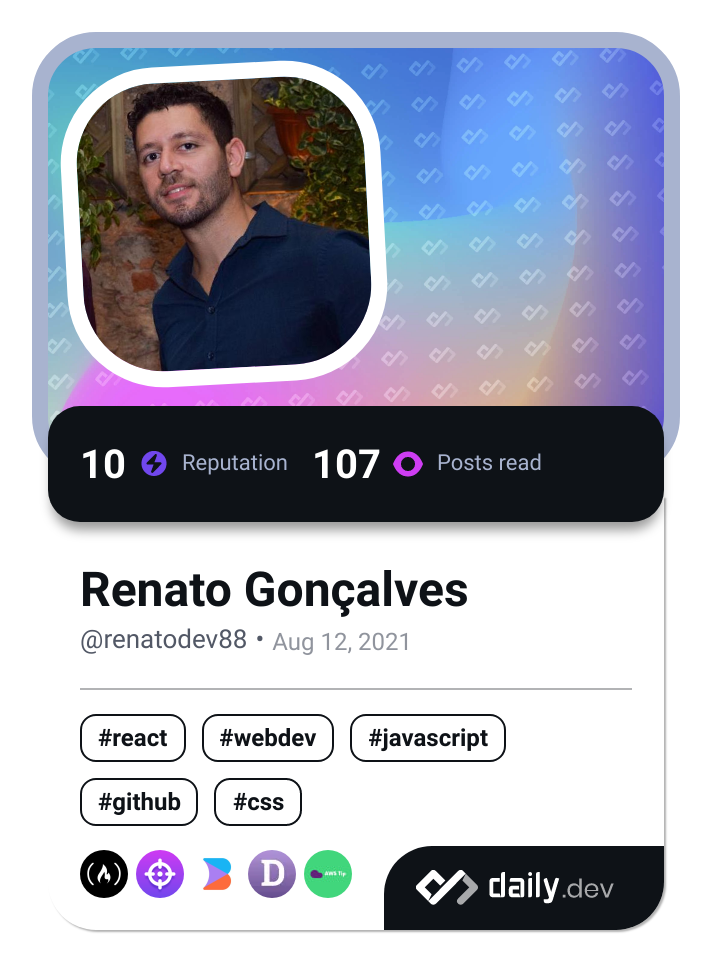 10 Reputation 107 Posts read
Renato Gonçalves
@renatodev88 • Aug 12, 2021
#react #webdev #javascript
#github #css
D AWS Tip
daily.dev